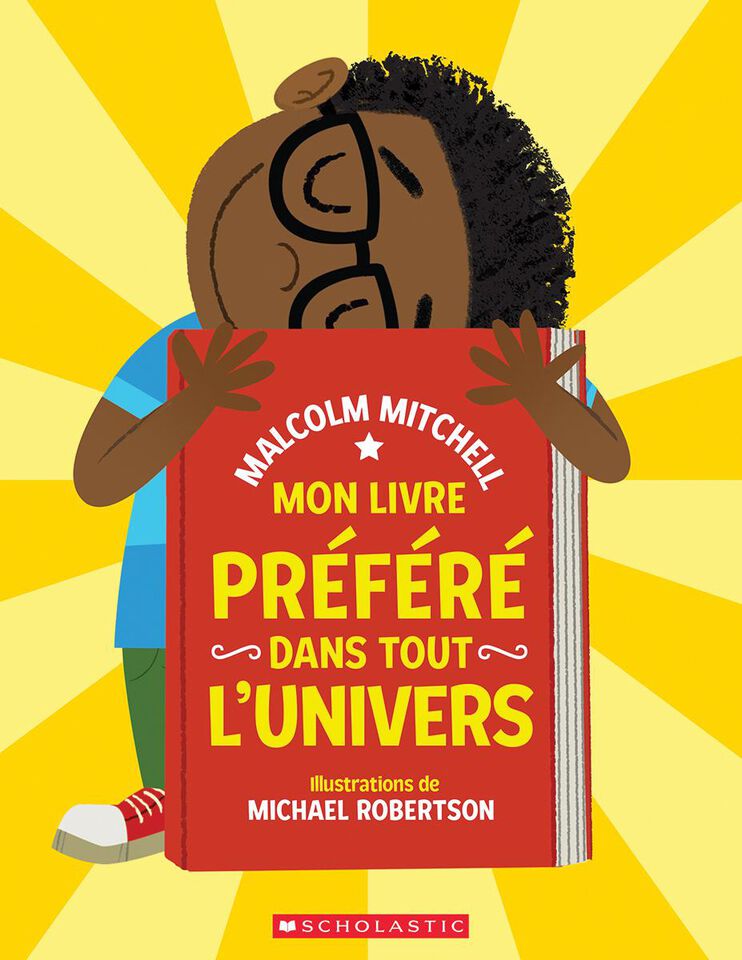 MALCOLM MITCHELL
MON LIVRE
PRÉFÉRÉ
DANS TOUT
L'UNIVERS
Illustrations de
MICHAEL ROBERTSON
SCHOLASTIC